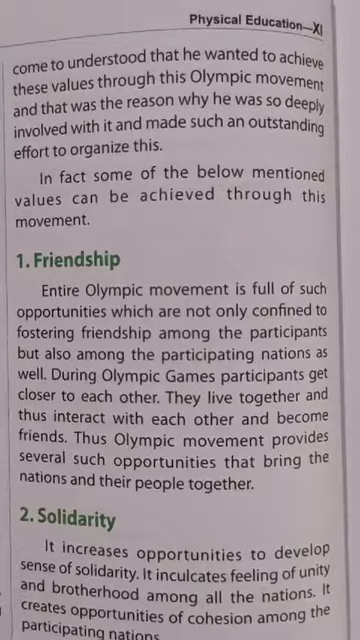 Physical Education—XI
come to understood that he wanted to achieve
these values through this Olympic movement
and that was the reason why he was so deeply
involved with it and made such an outstanding
effort to organize this.
In fact some of the below mentioned
values can be achieved through this
movement.
1. Friendship
Entire Olympic movement is full of such
opportunities which are not only confined to
fostering friendship among the participants
but also among the participating nations as
well. During Olympic Games participants get
closer to each other. They live together and
thus interact with each other and become
friends. Thus Olympic movement provides
several such opportunities that bring the
nations and their people together.
2. Solidarity
It increases opportunities to develop
sense of solidarity. It inculcates feeling of unity
and brotherhood among all the nations. It
creates opportunities of cohesion among the
participating nations